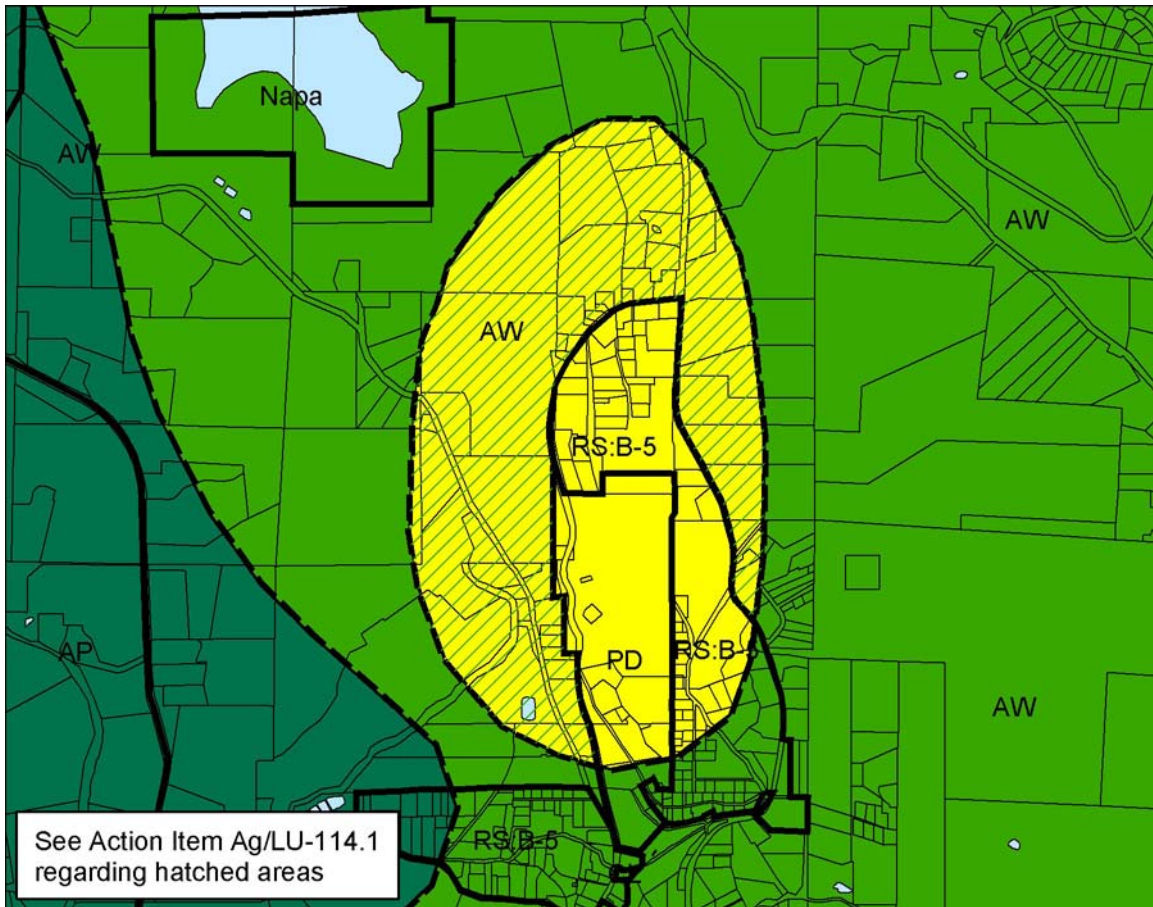 Napa
AW
AW
AW
RS:B-5
AP
PD
RS:B-5
AW
RS:B-5
See Action Item Ag/LU-114.1
regarding hatched areas